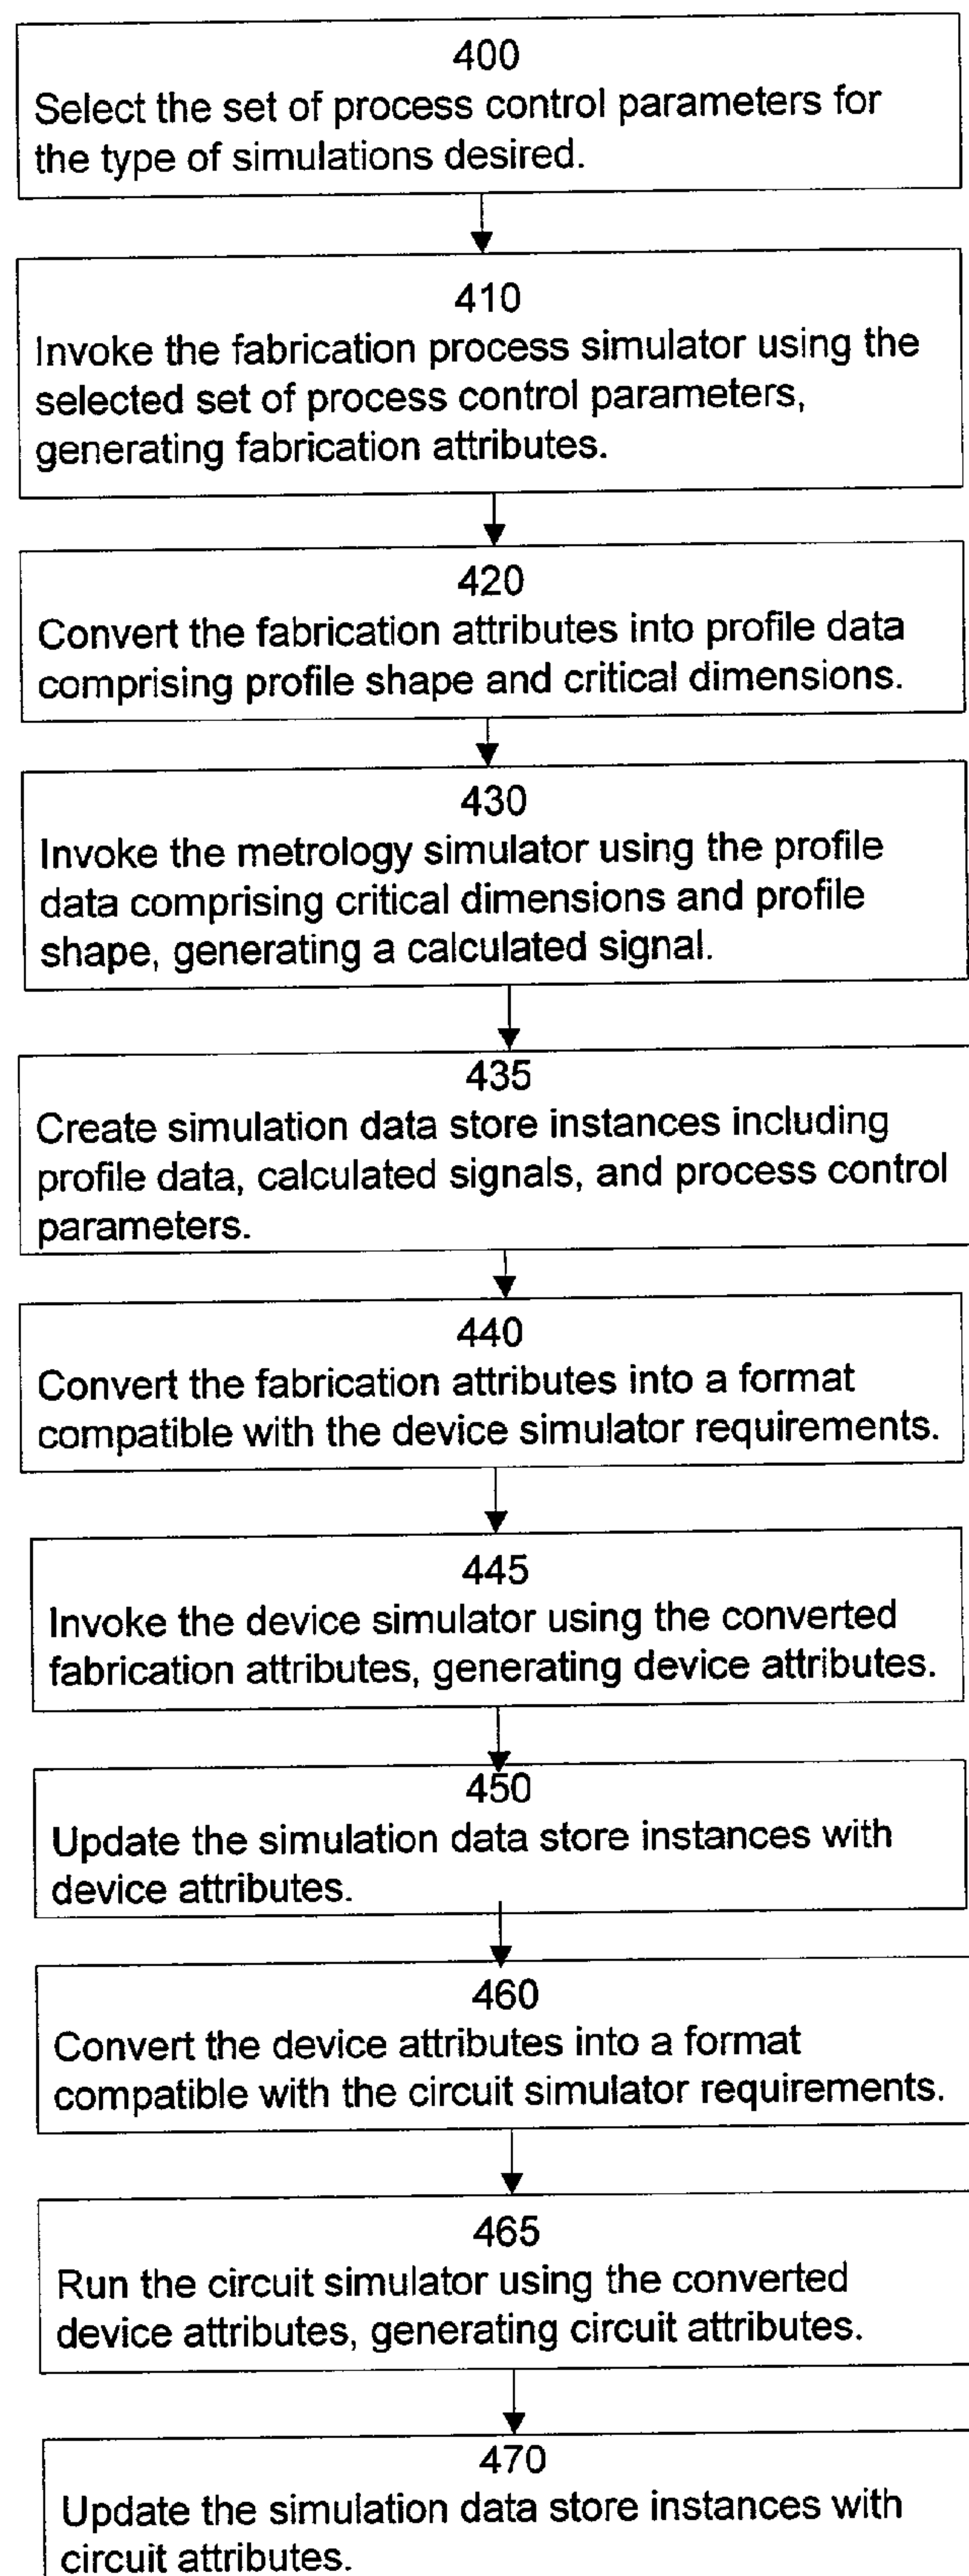 400
Select the set of process control parameters for
the type of simulations desired.
410
Invoke the fabrication process simulator using the
selected set of process control parameters,
generating fabrication attributes.
420
Convert the fabrication attributes into profile data
comprising profile shape and critical dimensions.
430
Invoke the metrology simulator using the profile
data comprising critical dimensions and profile
shape, generating a calculated signal.
435
Create simulation data store instances including
profile data, calculated signals, and process control
parameters.
440
Convert the fabrication attributes into a format
compatible with the device simulator requirements.
445
Invoke the device simulator using the converted
fabrication attributes, generating device attributes.
450
Update the simulation data store instances with
device attributes.
460
Convert the device attributes into a format
compatible with the circuit simulator requirements.
465
Run the circuit simulator using the converted
device attributes, generating circuit attributes.
470
Update the simulation data store instances with
circuit attributes.